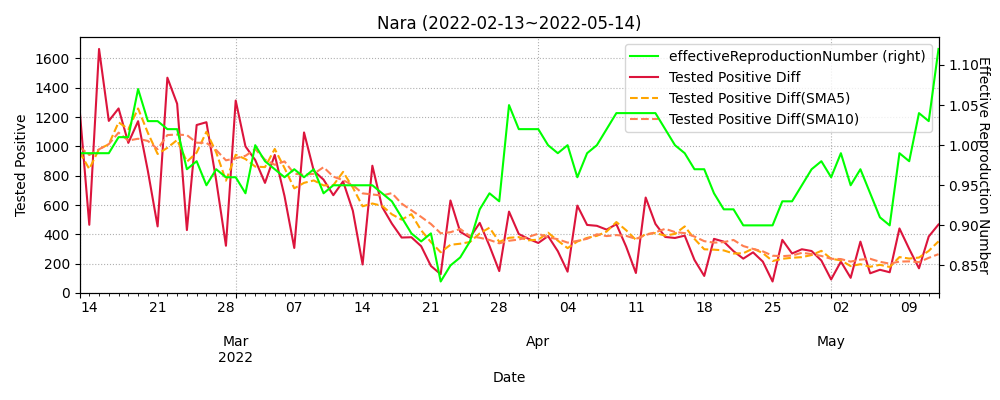 Nara (2022-02-13~2022-05-14)
effectiveReproductionNumber (right)
Tested Positive Diff
Tested Positive Diff(SMA5)
Tested Positive Diff(SMA10)
Tested Positive
1600
1400
1200
1000
800
600
400
200
0
1.10
1.05
1.00
0.95
0.90
0.85
Effective Reproduction Number
14 21 28 07 14 21 28 04 11 18 25 02 09
Mar Apr May
2022
Date